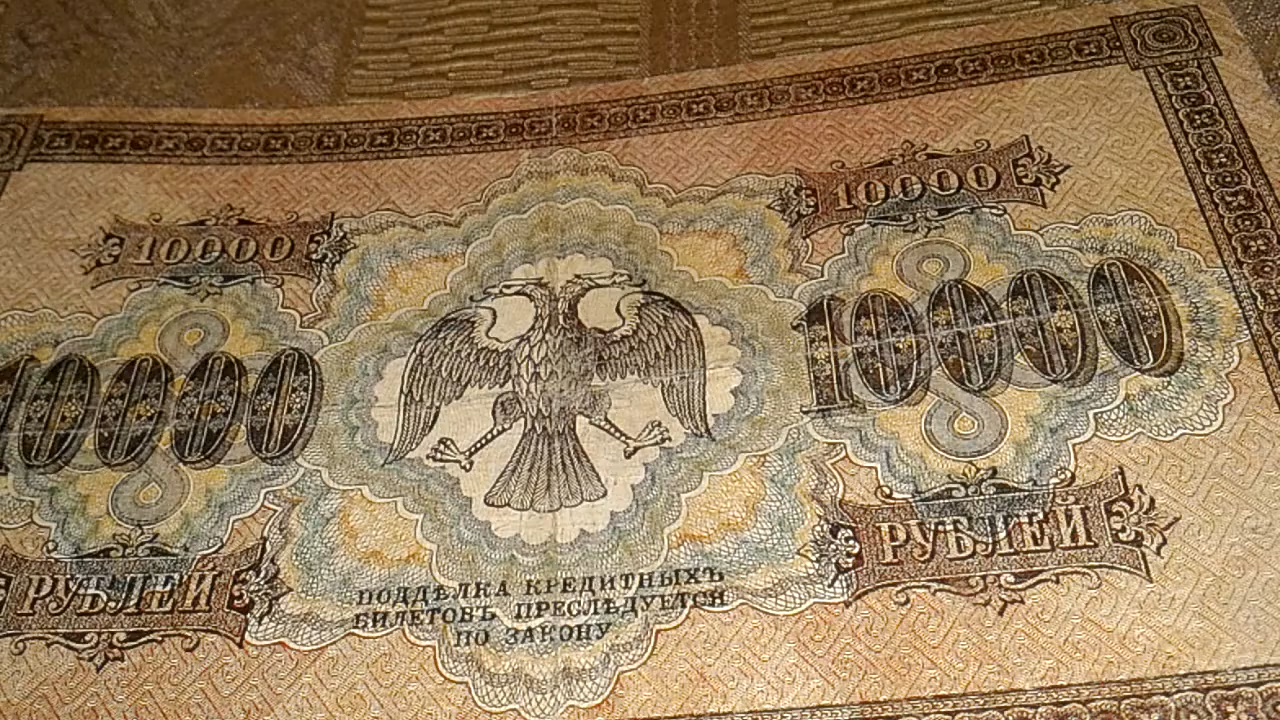 10000
10000
10000
10000
РУБЛЕЙ
РУБЛЕЙ
ПОДДѢЛКА КРЕДИТНЫХЪ
БИЛЕТОВЪ ПРЕСЛѢДУЕТСЯ
ПО ЗАКОНУ.